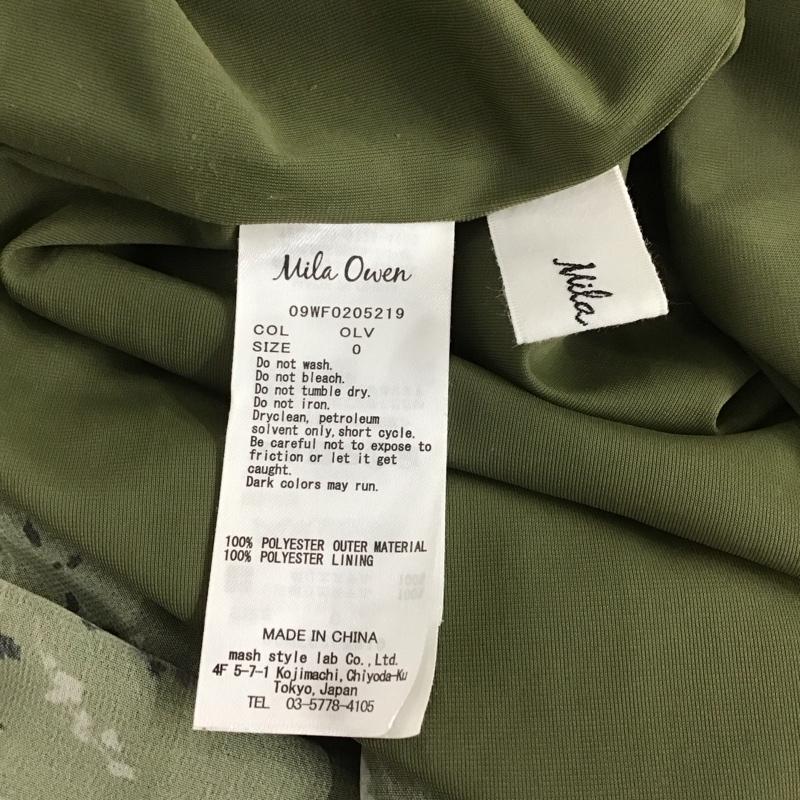 Mila Owen
09WF0205219
COL OLV
SIZE 0
Do not wash.
Do not bleach.
Do not tumble dry.
Do not iron.
Dryclean, petroleum
solvent only, short cycle.
Be careful not to expose to
friction or let it get
caught.
Dark colors may run.
100% POLYESTER OUTER MATERIAL
100% POLYESTER LINING
MADE IN CHINA
mash style lab Co., Ltd.
4F 5-7-1 Kojimachi, Chiyoda-Ku
Tokyo, Japan
TEL 03-5778-4105
Mila